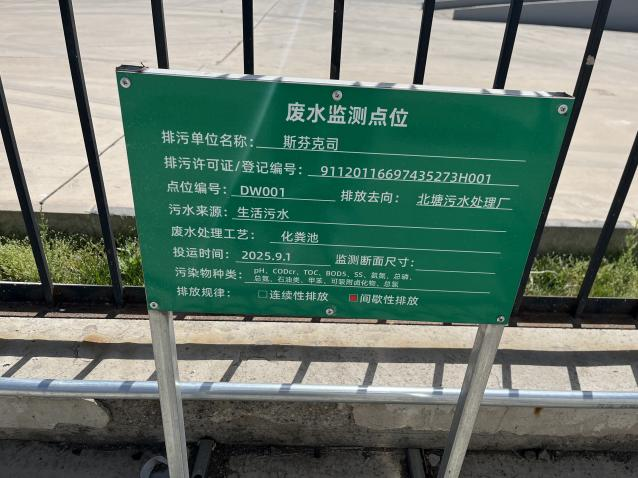 废水监测点位
排污单位名称: 斯芬克司
排污许可证/登记编号: 91120116697435273H001
点位编号: DW001 排放去向: 北塘污水处理厂
污水来源: 生活污水
废水处理工艺: 化粪池
投运时间: 2025.9.1 监测断面尺寸:
污染物种类: pH、CODcr、TOC、BOD5、SS、氨氮、总磷、
总氮、石油类、甲苯、可吸附卤化物、总氰
排放规律: □连续性排放 ■间歇性排放